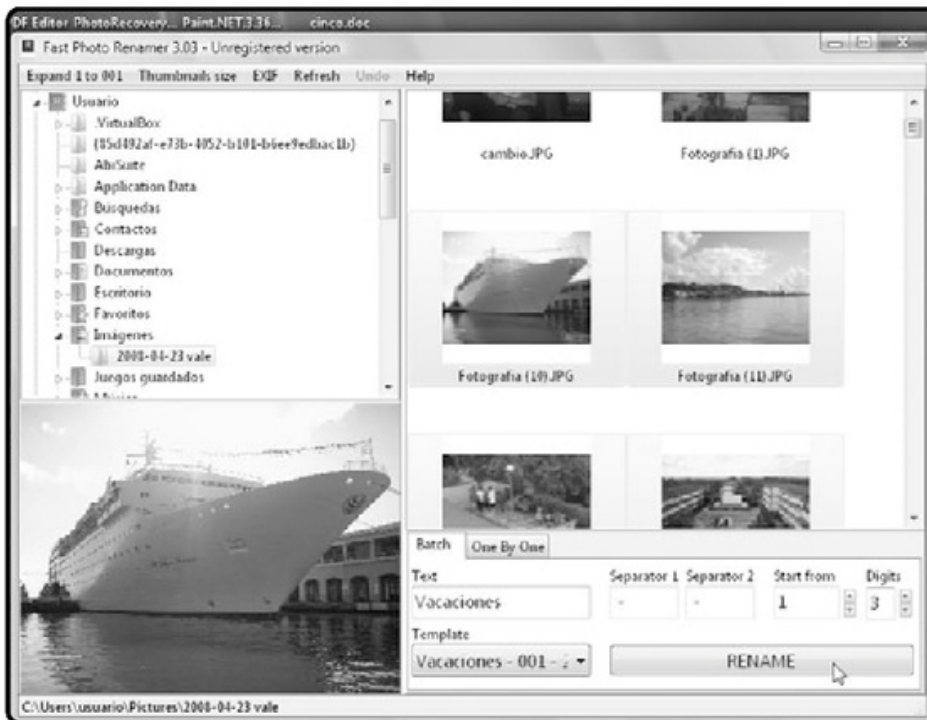 DF Editor PhotoRecovery... Paint.NET.3.36... cinco.doc
Fast Photo Renamer 3.03 - Unregistered version
Expand 1 to 001 Thumbnails size EXIF Refresh Undo Help
Usuario
.VirtualBox
AbiSuite
Application Data
Búsquedas
Contactos
Descargas
Documentos
Escritorio
Favoritos
Imágenes
2008-04-23 vale
Juegos guardados
cambio.JPG Fotografia (1).JPG
Fotografia (10).JPG Fotografia (11).JPG
Batch One By One
Text Separator 1 Separator 2 Start from Digits
Vacaciones - - 1 3
Template
Vacaciones - 001 - RENAME
C:\Users\usuario\Pictures\2008-04-23 vale